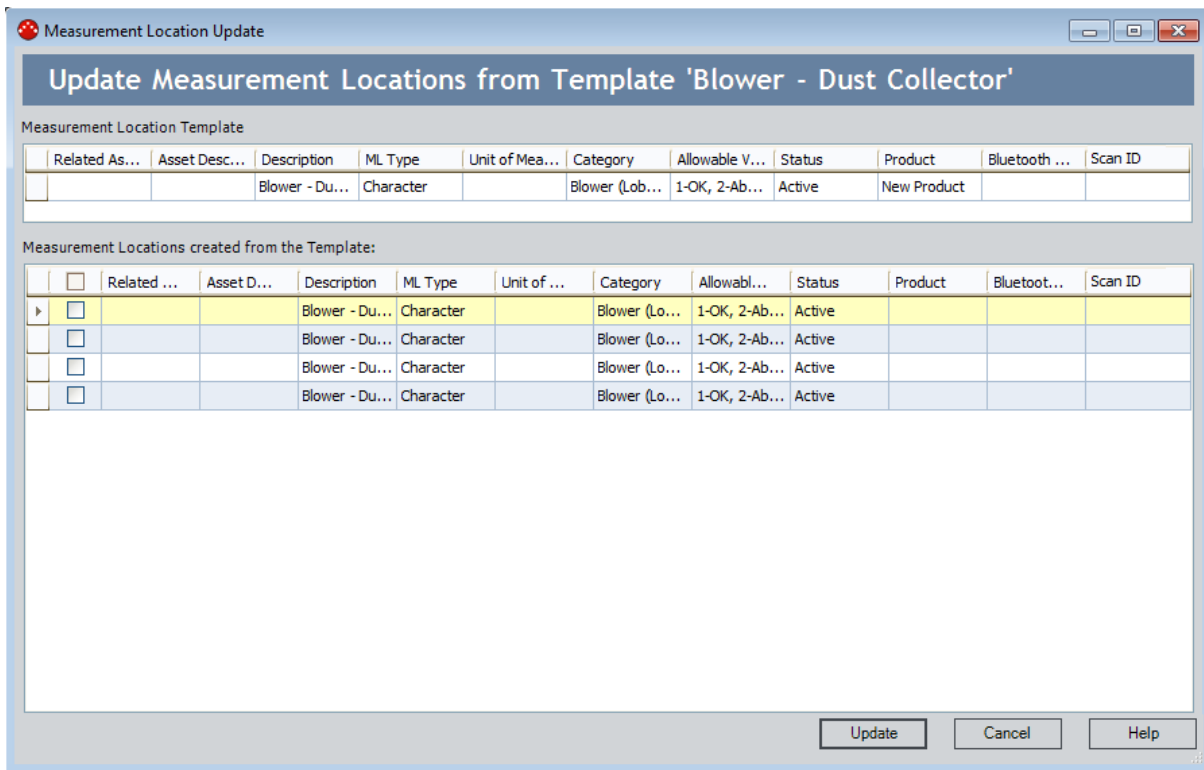 Measurement Location Update
Update Measurement Locations from Template 'Blower - Dust Collector'
Measurement Location Template
Related As... Asset Desc... Description ML Type Unit of Mea... Category Allowable V... Status Product Bluetooth ... Scan ID
Blower - Du... Character Blower (Lob... 1-OK, 2-Ab... Active New Product
Measurement Locations created from the Template:
Related ... Asset D... Description ML Type Unit of ... Category Allowabl... Status Product Bluetoot... Scan ID
Blower - Du... Character Blower (Lo... 1-OK, 2-Ab... Active
Blower - Du... Character Blower (Lo... 1-OK, 2-Ab... Active
Blower - Du... Character Blower (Lo... 1-OK, 2-Ab... Active
Blower - Du... Character Blower (Lo... 1-OK, 2-Ab... Active
Update Cancel Help